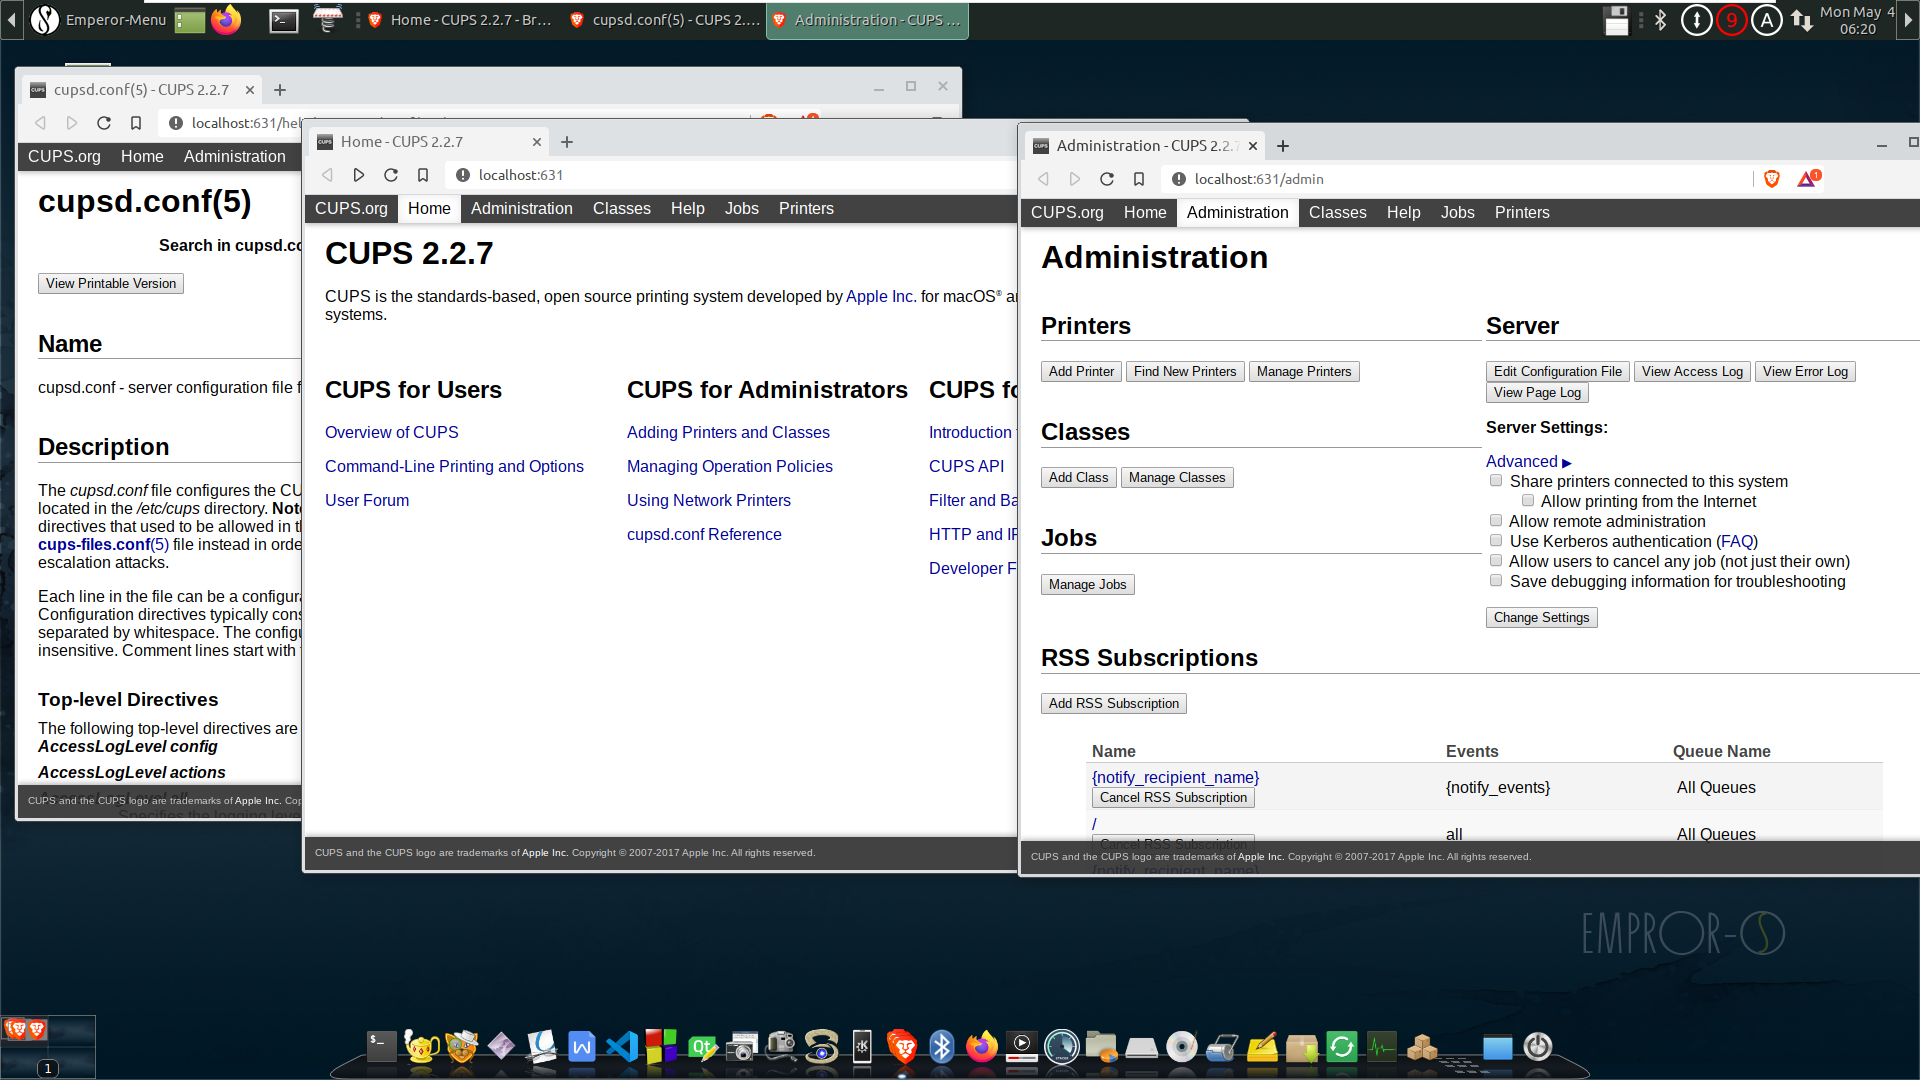 Emperor-Menu
Home - CUPS 2.2.7 - Br...
cupsd.conf(5) - CUPS 2....
Administration - CUPS ...
9
A
Mon May 4
06:20
cupsd.conf(5) - CUPS 2.2.7
localhost:631/hel
CUPS.org Home Administration
cupsd.conf(5)
Search in cupsd.co
View Printable Version
Name
cupsd.conf - server configuration file f
Description
The cupsd.conf file configures the CU
located in the /etc/cups directory. Not
directives that used to be allowed in t
cups-files.conf(5) file instead in orde
escalation attacks.
Each line in the file can be a configura
Configuration directives typically cons
separated by whitespace. The configu
insensitive. Comment lines start with
Top-level Directives
The following top-level directives are
AccessLogLevel config
AccessLogLevel actions
AccessLogLevel all
Specifies the logging leve
CUPS and the CUPS logo are trademarks of Apple Inc. Cop
Home - CUPS 2.2.7
localhost:631
CUPS.org Home Administration Classes Help Jobs Printers
CUPS 2.2.7
CUPS is the standards-based, open source printing system developed by Apple Inc. for macOS® an
systems.
CUPS for Users
Overview of CUPS
Command-Line Printing and Options
User Forum
CUPS for Administrators
Adding Printers and Classes
Managing Operation Policies
Using Network Printers
cupsd.conf Reference
CUPS fo
Introduction
CUPS API
Filter and Ba
HTTP and IP
Developer F
CUPS and the CUPS logo are trademarks of Apple Inc. Copyright © 2007-2017 Apple Inc. All rights reserved.
Administration - CUPS 2.2.7
localhost:631/admin
1
CUPS.org Home Administration Classes Help Jobs Printers
Administration
Printers
Add Printer Find New Printers Manage Printers
Classes
Add Class Manage Classes
Jobs
Manage Jobs
Server
Edit Configuration File View Access Log View Error Log
View Page Log
Server Settings:
Advanced ▶
Share printers connected to this system
Allow printing from the Internet
Allow remote administration
Use Kerberos authentication (FAQ)
Allow users to cancel any job (not just their own)
Save debugging information for troubleshooting
Change Settings
RSS Subscriptions
Add RSS Subscription
Name Events Queue Name
{notify_recipient_name}
Cancel RSS Subscription
{notify_events} All Queues
/
Cancel RSS Subscription
all All Queues
{notify_recipient_name}
CUPS and the CUPS logo are trademarks of Apple Inc. Copyright © 2007-2017 Apple Inc. All rights reserved.
EMPROR-OS
1